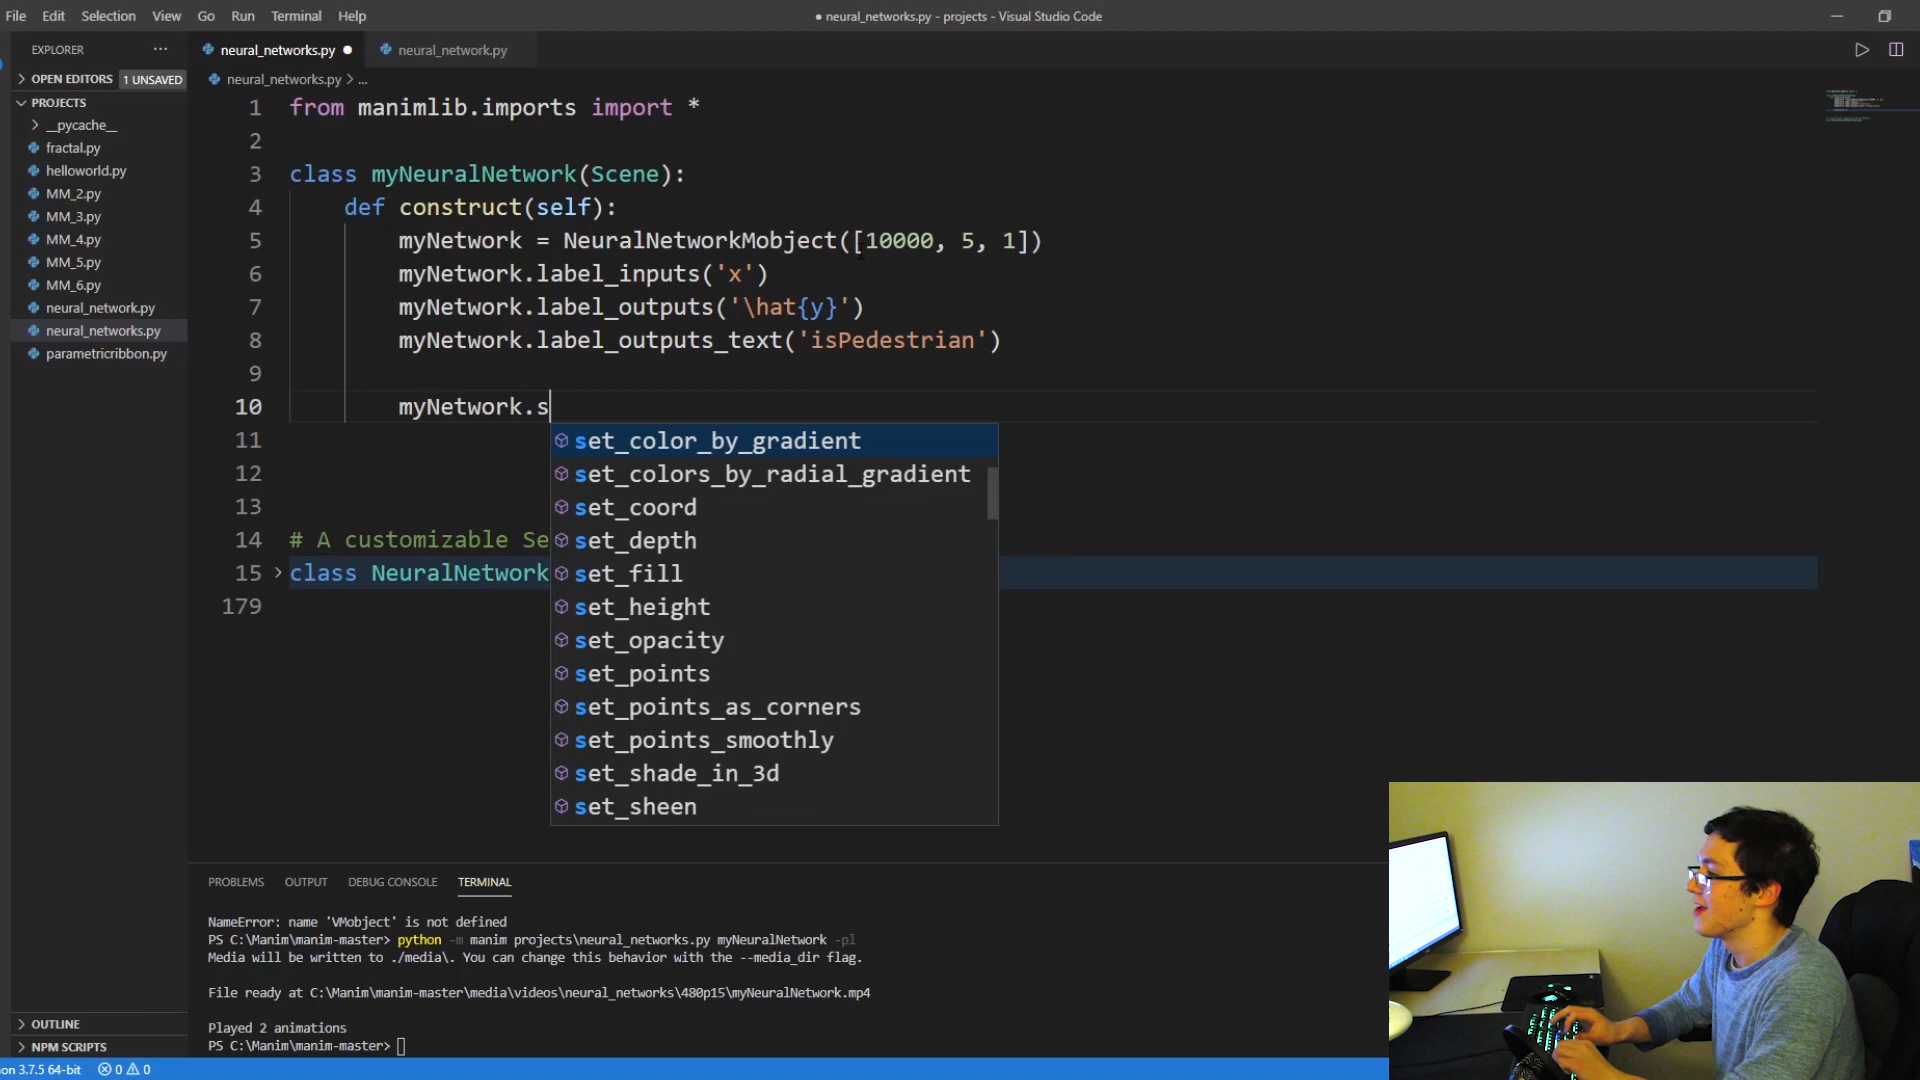 File Edit Selection View Go Run Terminal Help
● neural_networks.py - projects - Visual Studio Code
EXPLORER ···
neural_networks.py ●
neural_network.py
> OPEN EDITORS 1 UNSAVED
neural_networks.py > ...
PROJECTS
__pycache__
fractal.py
helloworld.py
MM_2.py
MM_3.py
MM_4.py
MM_5.py
MM_6.py
neural_network.py
neural_networks.py
parametricribbon.py
1 from manimlib.imports import *
2
3 class myNeuralNetwork(Scene):
4 def construct(self):
5 myNetwork = NeuralNetworkMobject([10000, 5, 1])
6 myNetwork.label_inputs('x')
7 myNetwork.label_outputs('\hat{y}')
8 myNetwork.label_outputs_text('isPedestrian')
9
10 myNetwork.s
11
12
13
14 # A customizable Se
15 class NeuralNetwork
179
set_color_by_gradient
set_colors_by_radial_gradient
set_coord
set_depth
set_fill
set_height
set_opacity
set_points
set_points_as_corners
set_points_smoothly
set_shade_in_3d
set_sheen
PROBLEMS OUTPUT DEBUG CONSOLE TERMINAL
NameError: name 'VMobject' is not defined
PS C:\Manim\manim-master> python -m manim projects\neural_networks.py myNeuralNetwork -pl
Media will be written to ./media\. You can change this behavior with the --media_dir flag.
File ready at C:\Manim\manim-master\media\videos\neural_networks\480p15\myNeuralNetwork.mp4
Played 2 animations
PS C:\Manim\manim-master>
OUTLINE
NPM SCRIPTS
on 3.7.5 64-bit 0 0